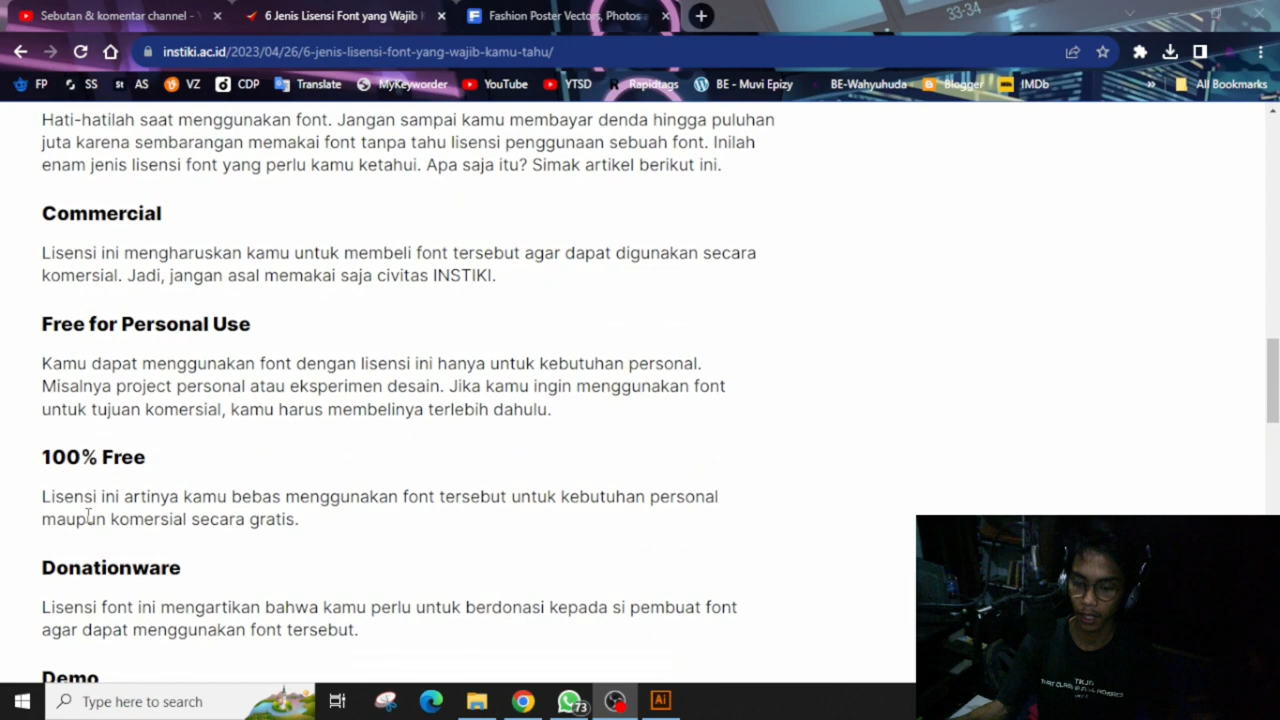 Sebutan & komentar channel - Y
6 Jenis Lisensi Font yang Wajib K
Fashion Poster Vectors, Photos a
33-34
instiki.ac.id/2023/04/26/6-jenis-lisensi-font-yang-wajib-kamu-tahu/
FP SS st AS VZ CDP Translate MyKeyworder YouTube YTSD R Rapidtags BE - Muvi Epizy BE-Wahyuhuda Blogger IMDb » All Bookmarks
Hati-hatilah saat menggunakan font. Jangan sampai kamu membayar denda hingga puluhan
juta karena sembarangan memakai font tanpa tahu lisensi penggunaan sebuah font. Inilah
enam jenis lisensi font yang perlu kamu ketahui. Apa saja itu? Simak artikel berikut ini.
Commercial
Lisensi ini mengharuskan kamu untuk membeli font tersebut agar dapat digunakan secara
komersial. Jadi, jangan asal memakai saja civitas INSTIKI.
Free for Personal Use
Kamu dapat menggunakan font dengan lisensi ini hanya untuk kebutuhan personal.
Misalnya project personal atau eksperimen desain. Jika kamu ingin menggunakan font
untuk tujuan komersial, kamu harus membelinya terlebih dahulu.
100% Free
Lisensi ini artinya kamu bebas menggunakan font tersebut untuk kebutuhan personal
maupun komersial secara gratis.
Donationware
Lisensi font ini mengartikan bahwa kamu perlu untuk berdonasi kepada si pembuat font
agar dapat menggunakan font tersebut.
Demo
TKJR
Type here to search
73
Ai